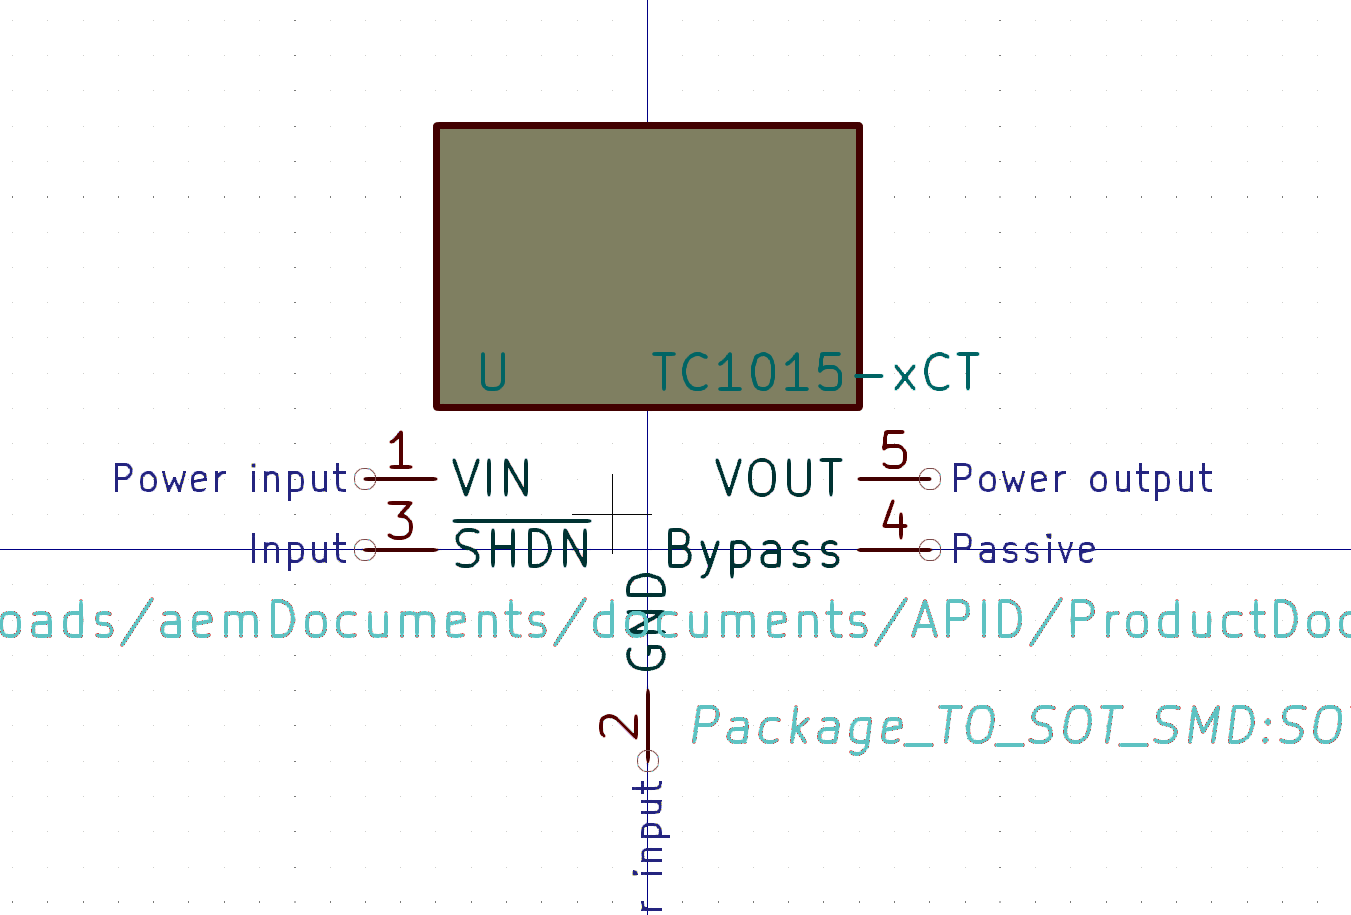 U TC1015-xCT
1 5
Power input VIN VOUT Power output
3 4
Input SHDN Bypass Passive
GND
oads/aemDocuments/documents/APID/ProductDoc
2 Package_TO_SOT_SMD:SO
r input